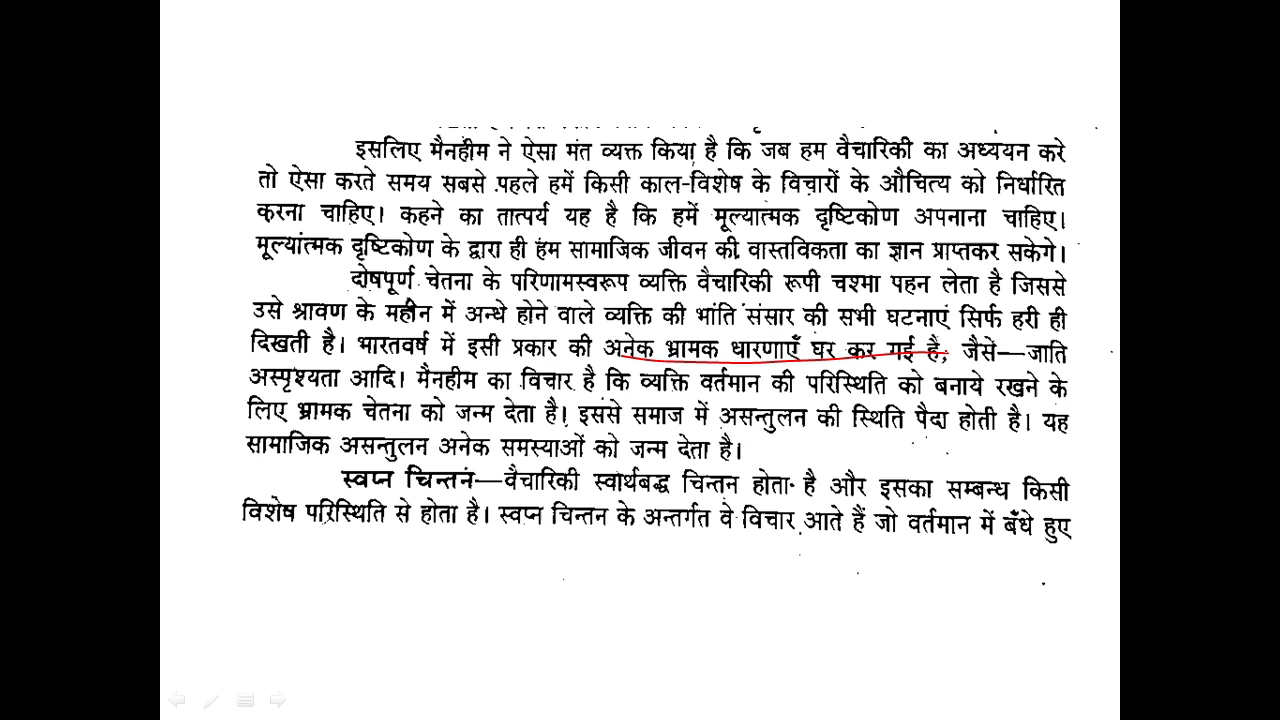 इसलिए मैनहीम ने ऐसा मंत व्यक्त किया है कि जब हम वैचारिकी का अध्ययन करे
तो ऐसा करते समय सबसे पहले हमें किसी काल-विशेष के विचारों के औचित्य को निर्धारित
करना चाहिए। कहने का तात्पर्य यह है कि हमें मूल्यात्मक दृष्टिकोण अपनाना चाहिए।
मूल्यांत्मक दृष्टिकोण के द्वारा ही हम सामाजिक जीवन की वास्तविकता का ज्ञान प्राप्तकर सकेगे।
दोषपूर्ण चेतना के परिणामस्वरूप व्यक्ति वैचारिकी रूपी चश्मा पहन लेता है जिससे
उसे श्रावण के महीन में अन्धे होने वाले व्यक्ति की भांति संसार की सभी घटनाएं सिर्फ हरी ही
दिखती है। भारतवर्ष में इसी प्रकार की अनेक भ्रामक धारणाएँ घर कर गई है, जैसें—जाति
अस्पृश्यता आदि। मैनहीम का विचार है कि व्यक्ति वर्तमान की परिस्थिति को बनाये रखने के
लिए भ्रामक चेतना को जन्म देता है। इससे समाज में असन्तुलन की स्थिति पैदा होती है। यह
सामाजिक असन्तुलन अनेक समस्याओं को जन्म देता है।
स्वप्न चिन्तन—वैचारिकी स्वार्थबद्ध चिन्तन होता है और इसका सम्बन्ध किसी
विशेष परिस्थिति से होता है। स्वप्न चिन्तन के अन्तर्गत वे विचार आते हैं जो वर्तमान में बँधे हुए